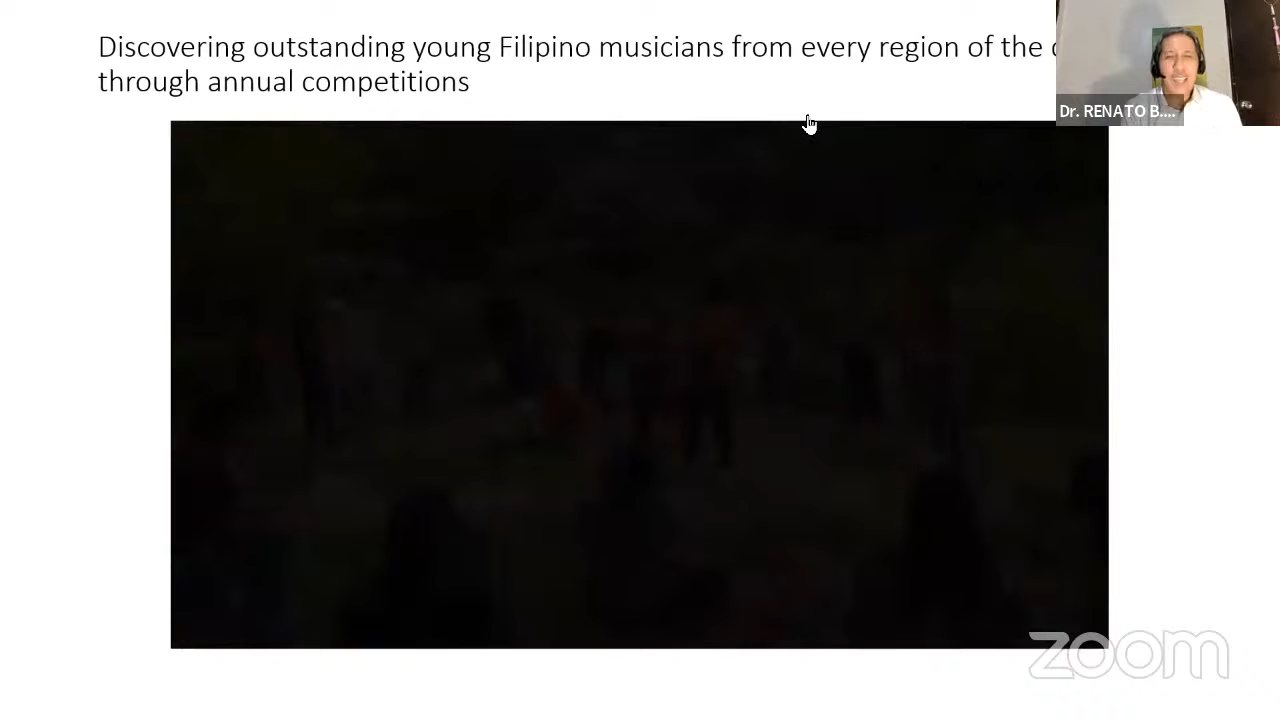 Discovering outstanding young Filipino musicians from every region of the
through annual competitions
Dr. RENATO B....
zoom